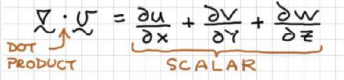 ∇ · v = ∂u/∂x + ∂v/∂y + ∂w/∂z
DOT
PRODUCT
SCALAR